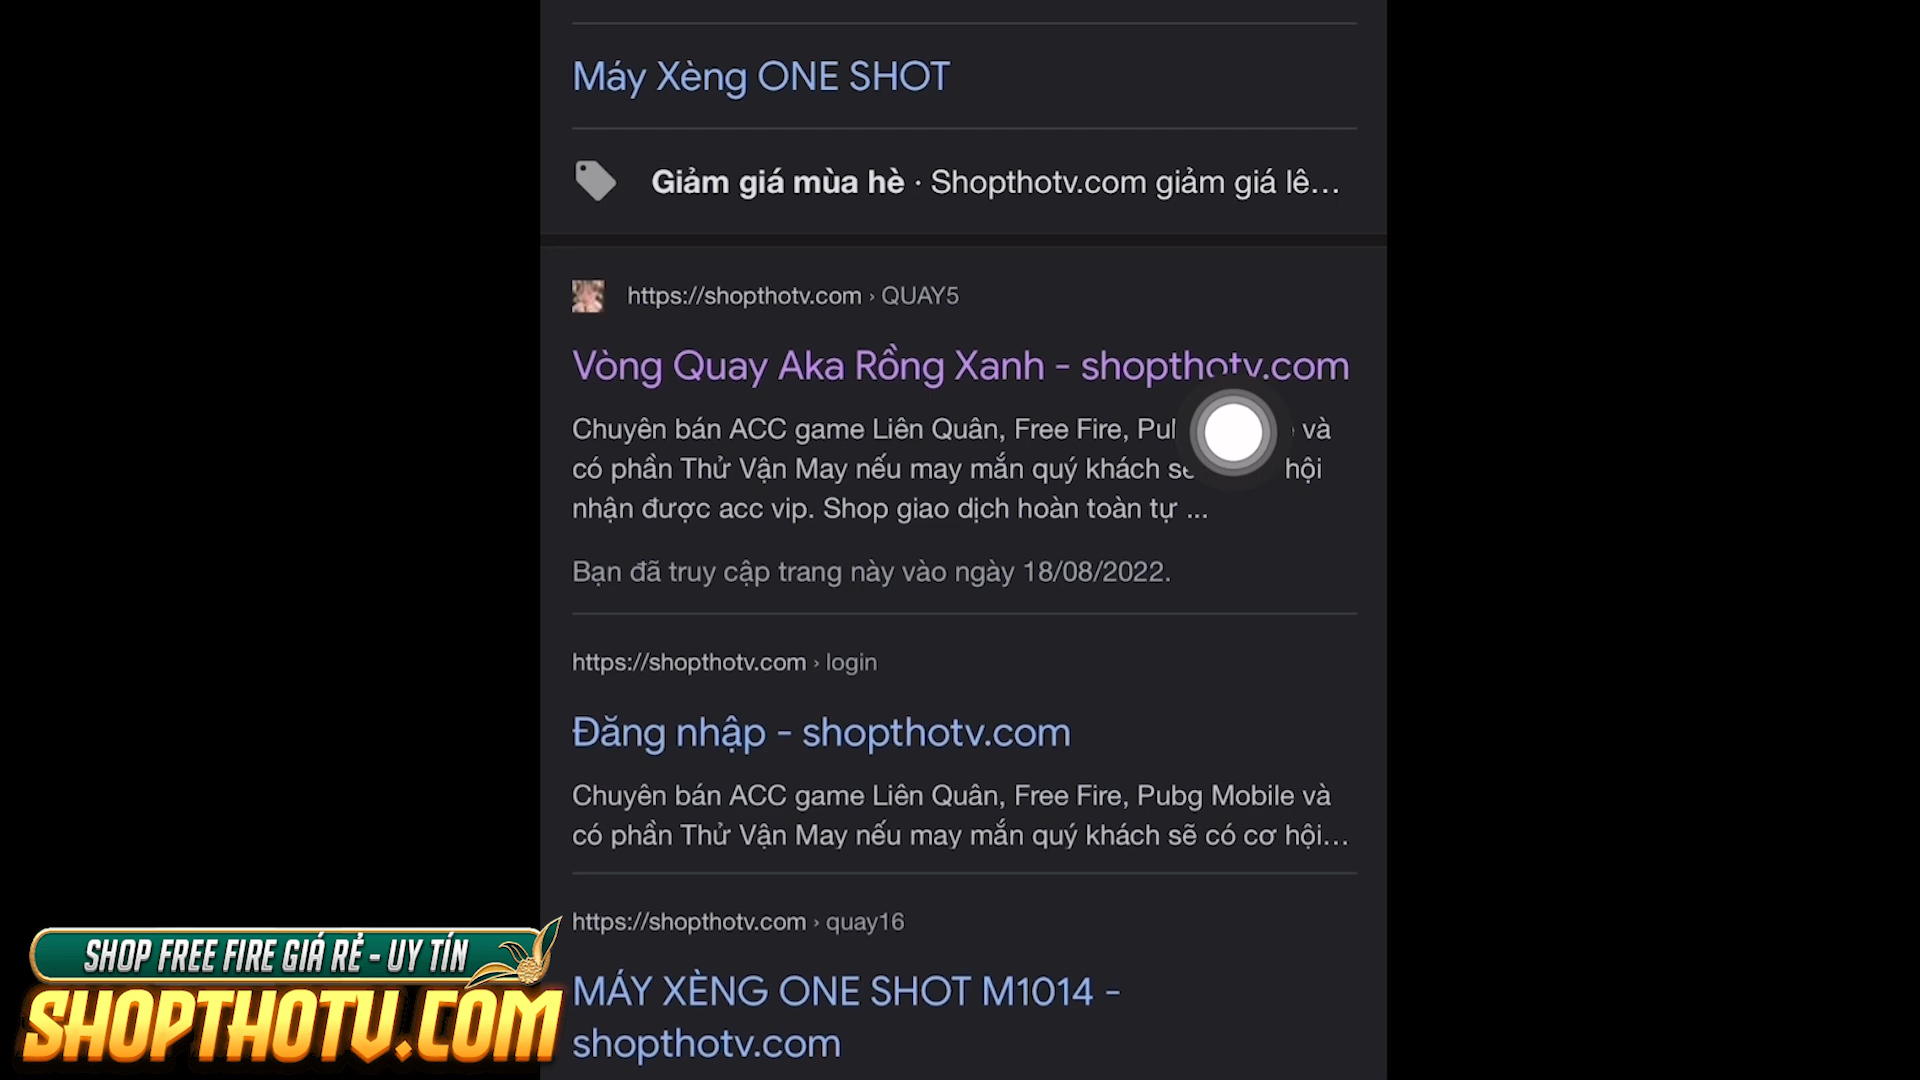 Máy Xèng ONE SHOT
Giảm giá mùa hè · Shopthotv.com giảm giá lê...
https://shopthotv.com › QUAY5
Vòng Quay Aka Rồng Xanh - shopthotv.com
Chuyên bán ACC game Liên Quân, Free Fire, và
có phần Thử Vận May nếu may mắn quý khách hội
nhận được acc vip. Shop giao dịch hoàn toàn tự ...
Bạn đã truy cập trang này vào ngày 18/08/2022.
https://shopthotv.com › login
Đăng nhập - shopthotv.com
Chuyên bán ACC game Liên Quân, Free Fire, Pubg Mobile và
có phần Thử Vận May nếu may mắn quý khách sẽ có cơ hội...
https://shopthotv.com › quay16
MÁY XÈNG ONE SHOT M1014 -
shopthotv.com
SHOP FREE FIRE GIÁ RẺ - UY TÍN
SHOPTHOTV.COM